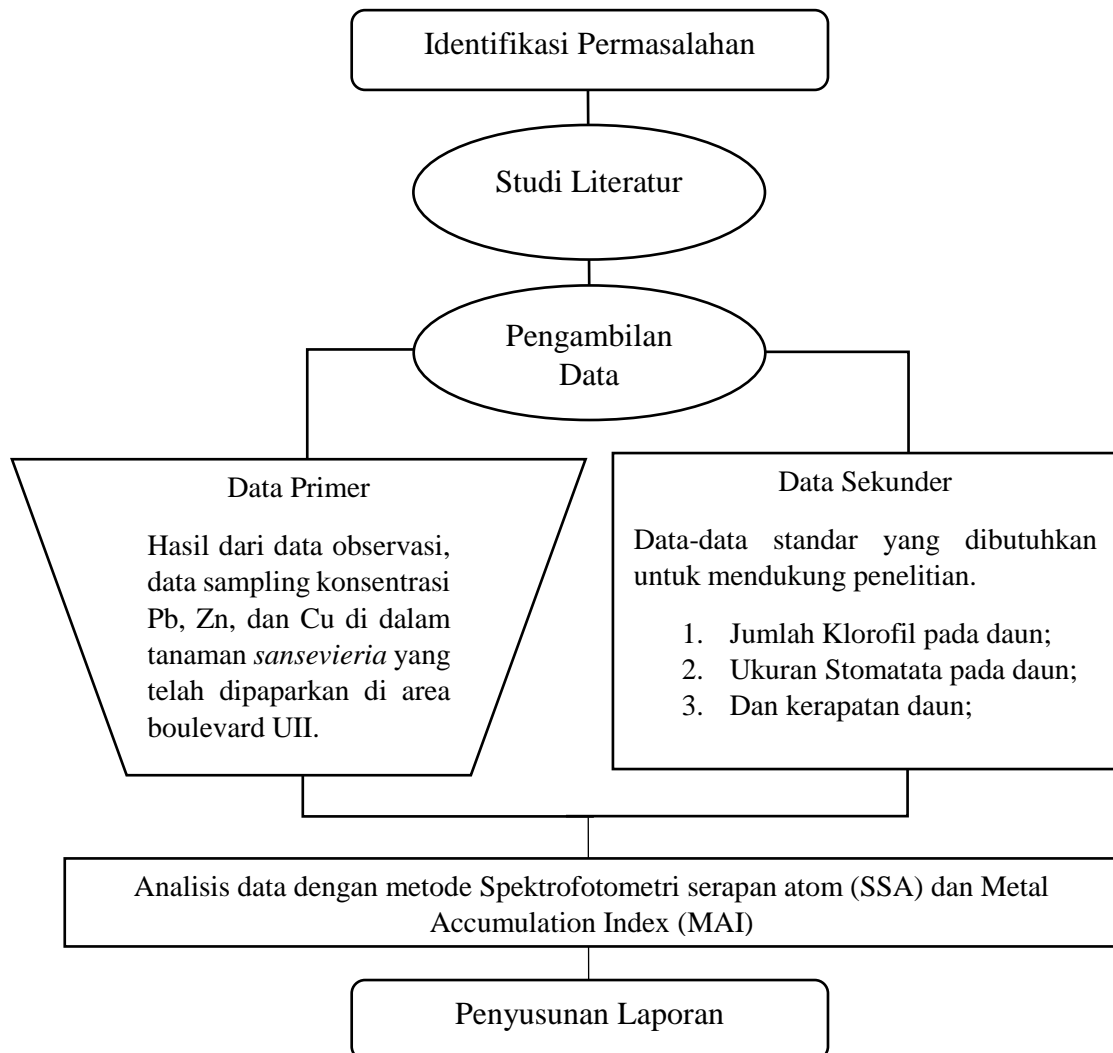 Identifikasi Permasalahan
Studi Literatur
Pengambilan
Data
Data Primer
Hasil dari data observasi,
data sampling konsentrasi
Pb, Zn, dan Cu di dalam
tanaman sansevieria yang
telah dipaparkan di area
boulevard UII.
Data Sekunder
Data-data standar yang dibutuhkan
untuk mendukung penelitian.
1. Jumlah Klorofil pada daun;
2. Ukuran Stomatata pada daun;
3. Dan kerapatan daun;
Analisis data dengan metode Spektrofotometri serapan atom (SSA) dan Metal
Accumulation Index (MAI)
Penyusunan Laporan